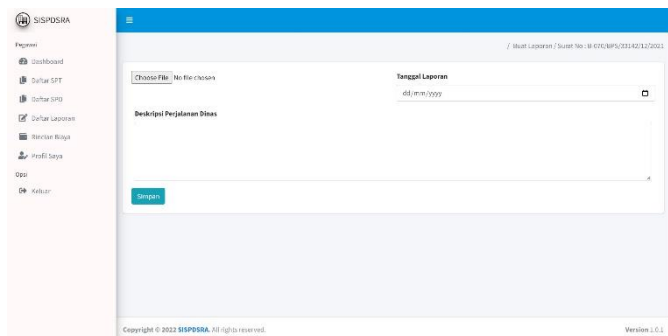 SISPDSRA
/ Buat Laporan / Surat No : B-070/BPS/33142/12/2021
Pegawai
Dashboard
Daftar SPT
Daftar SPD
Daftar Laporan
Rincian Biaya
Profil Saya
Opsi
Keluar
Choose File No file chosen
Tanggal Laporan
dd/mm/yyyy
Deskripsi Perjalanan Dinas
Simpan
Copyright © 2022 SISPDSRA. All rights reserved.
Version 1.0.1